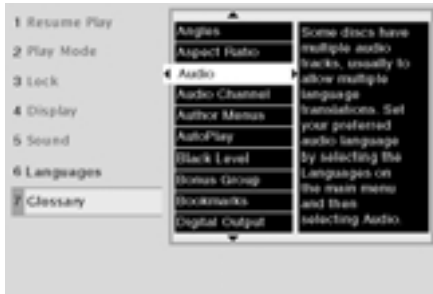 1 Resume Play
2 Play Mode
3 Lock
4 Display
5 Sound
6 Languages
7 Glossary
Angles
Aspect Ratio
Audio
Audio Channel
Author Menus
AutoPlay
Black Level
Bonus Group
Bookmarks
Digital Output
Some discs have
multiple audio
tracks, usually to
allow multiple
language
translations. Set
your preferred
audio language
by selecting the
Languages on
the main menu
and then
selecting Audio.